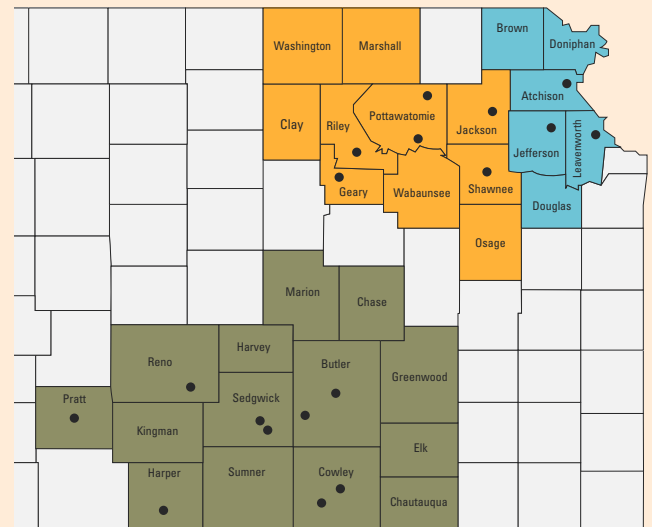 Brown
Doniphan
Washington
Marshall
Atchison
Pottawatomie
Clay
Riley
Jackson
Jefferson
Leavenworth
Geary
Wabaunsee
Shawnee
Douglas
Osage
Marion
Chase
Harvey
Reno
Butler
Greenwood
Pratt
Sedgwick
Kingman
Elk
Harper
Sumner
Cowley
Chautauqua